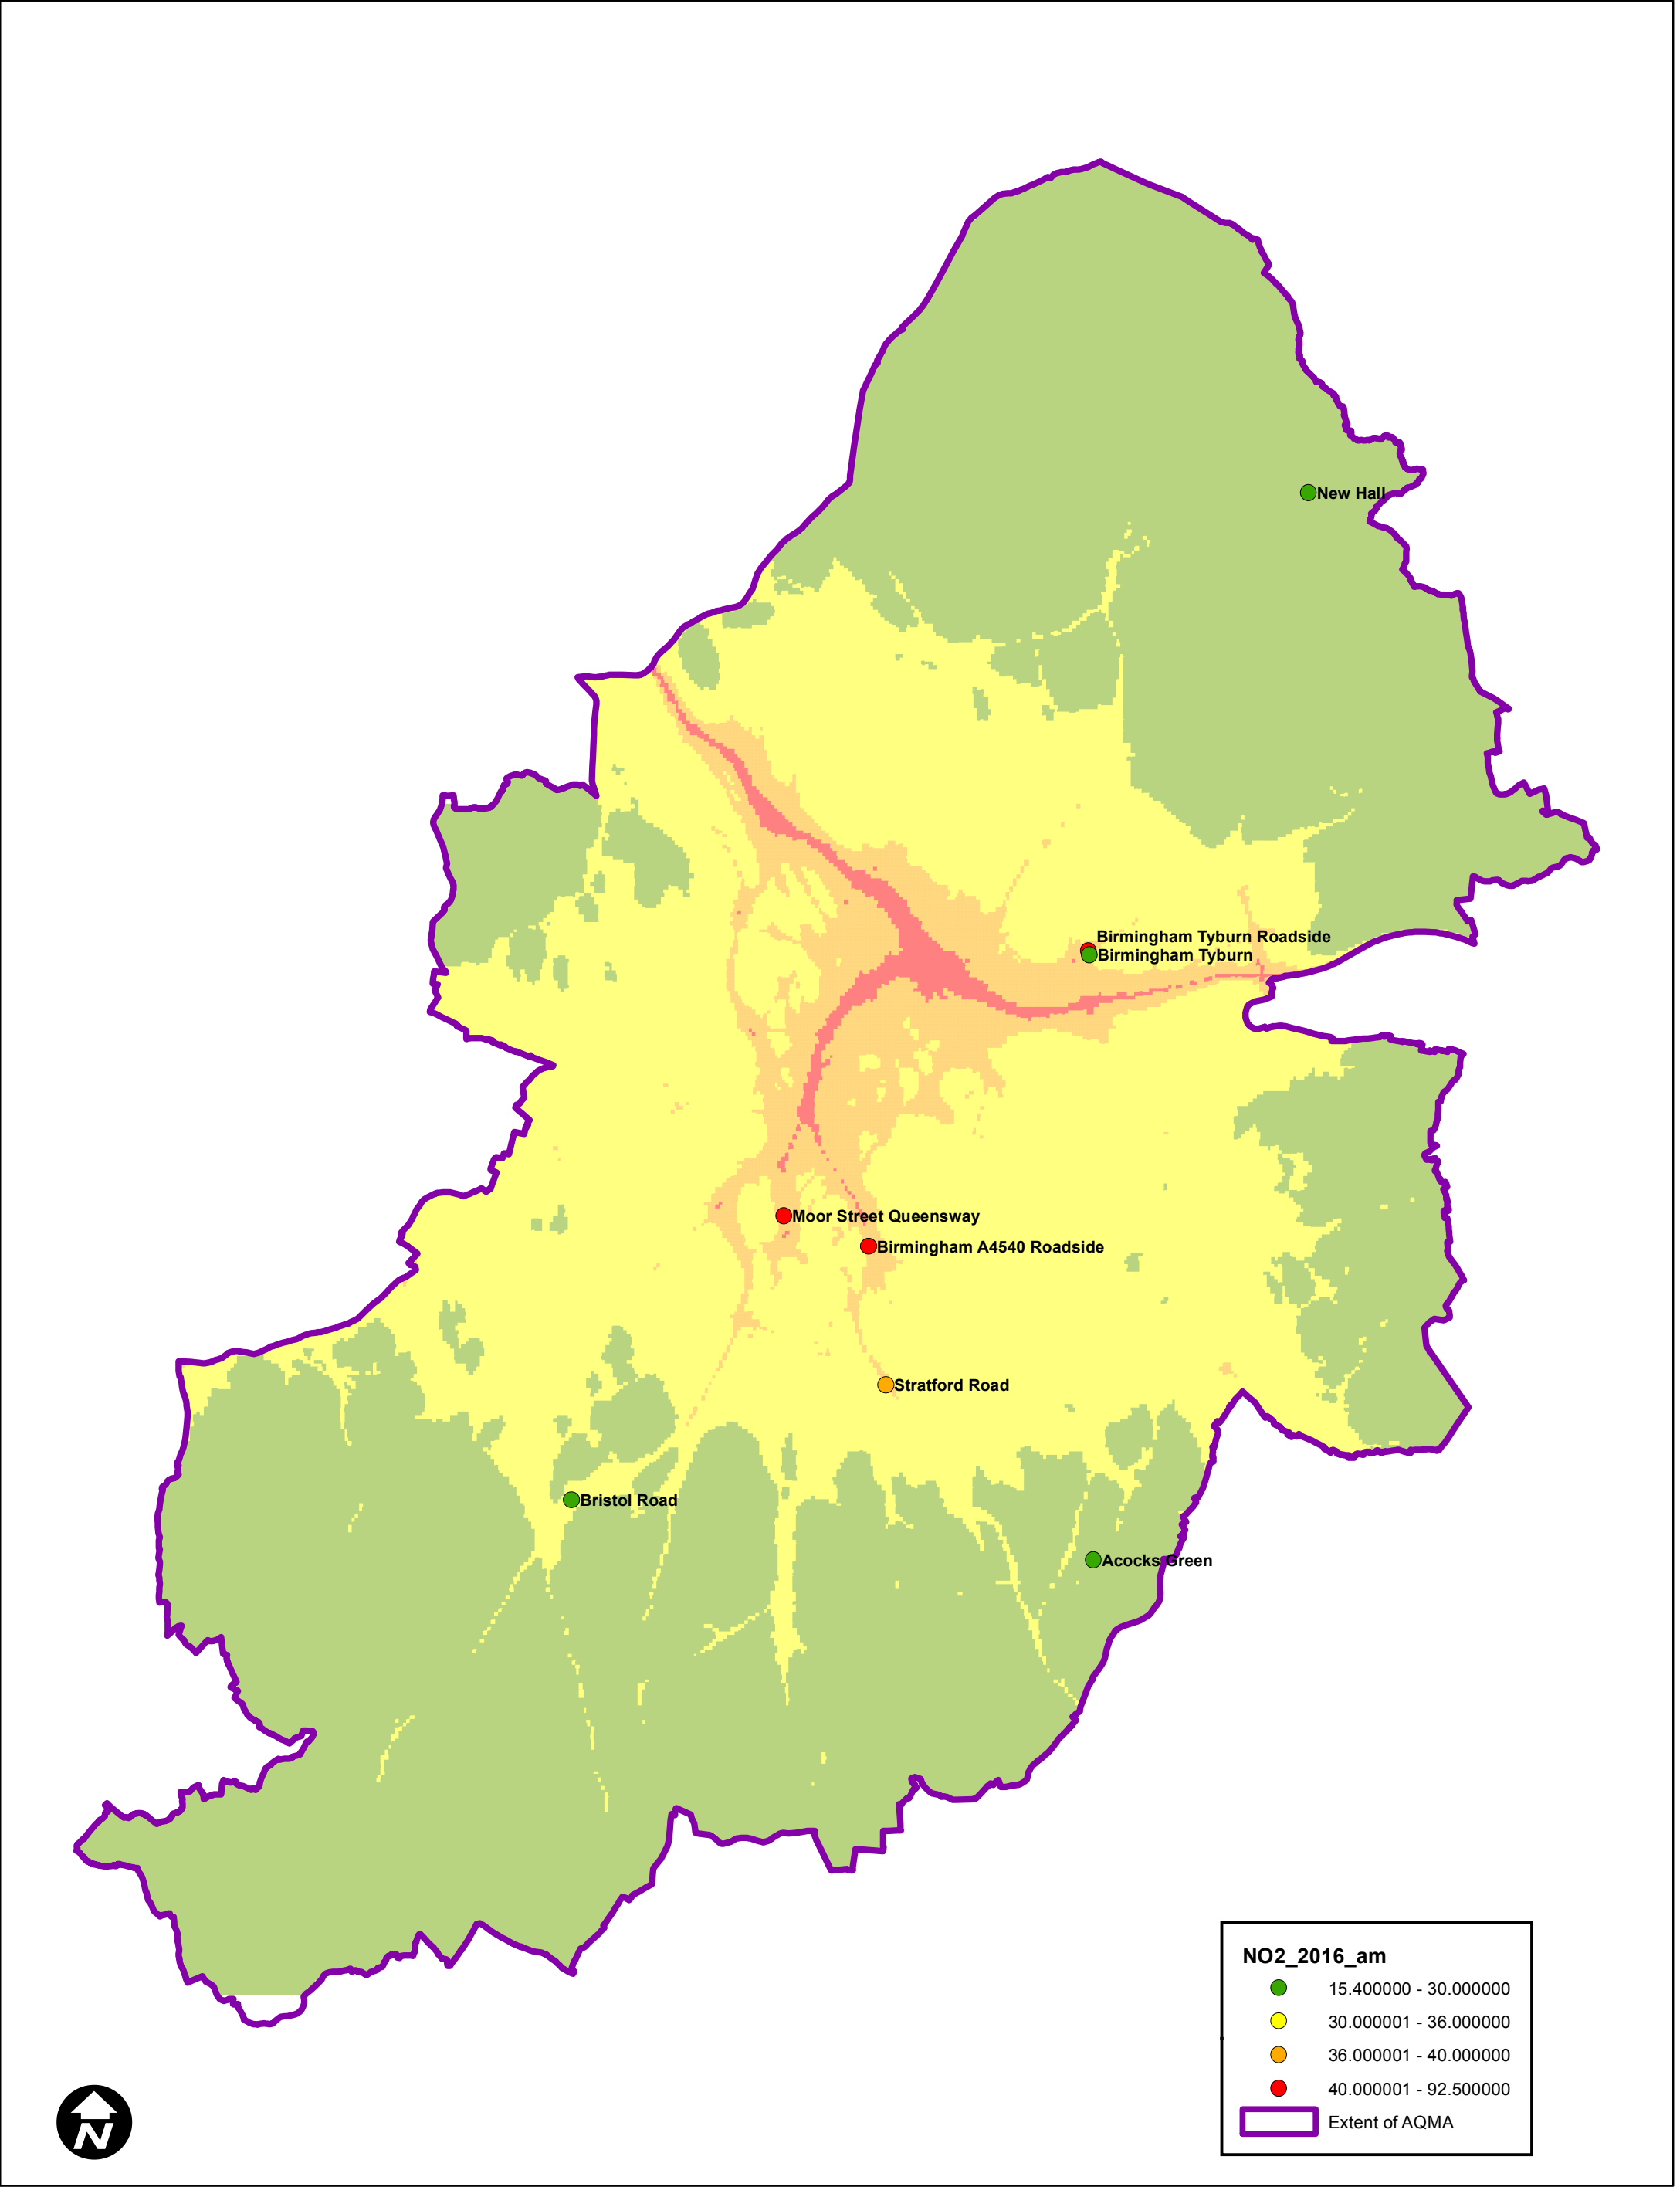 New Hall
Birmingham Tyburn Roadside
Birmingham Tyburn
Moor Street Queensway
Birmingham A4540 Roadside
Stratford Road
Bristol Road
Acocks Green
NO2_2016_am
15.400000 - 30.000000
30.000001 - 36.000000
36.000001 - 40.000000
40.000001 - 92.500000
Extent of AQMA
N